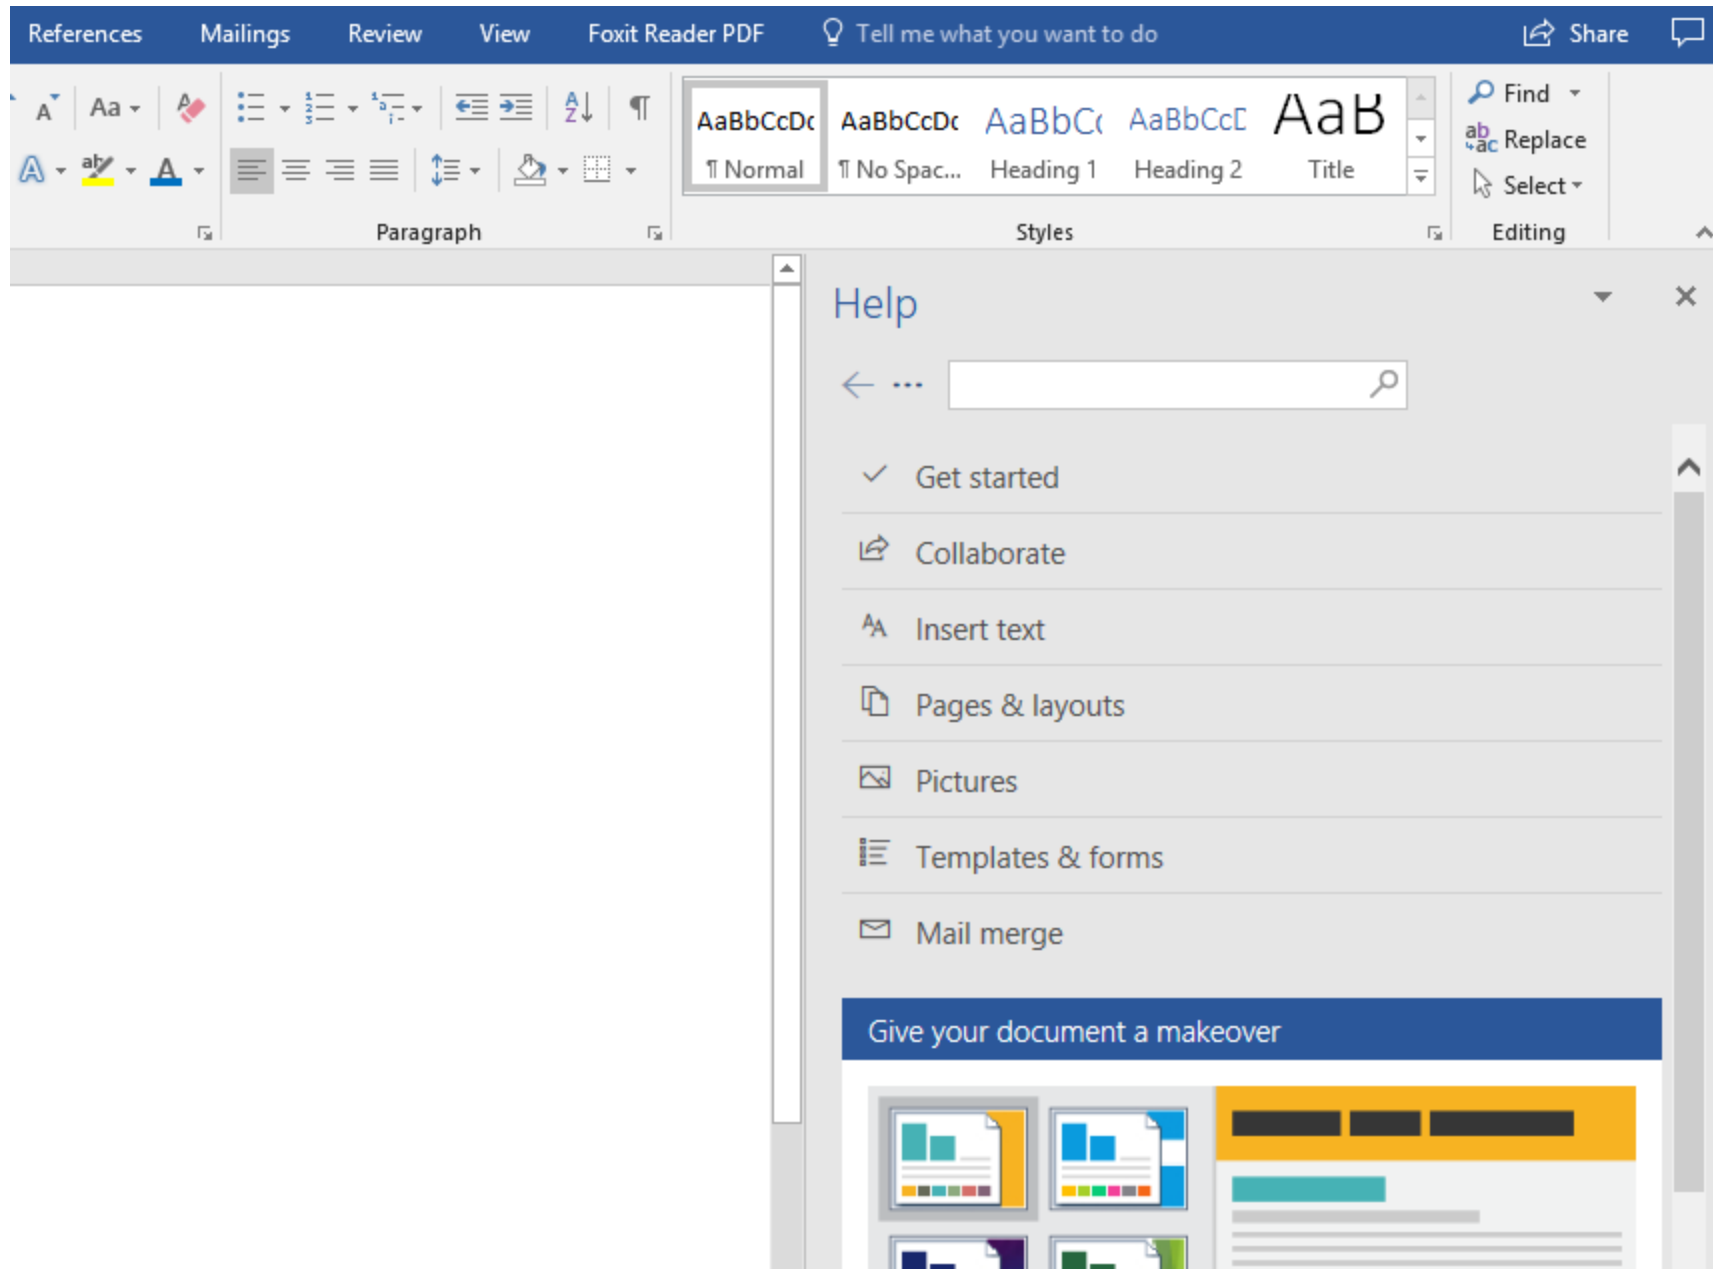 References Mailings Review View Foxit Reader PDF Tell me what you want to do Share
A Aa A Z
AaBbCcDc AaBbCcDc AaBbC AaBbCcD AaB
¶ Normal ¶ No Spac... Heading 1 Heading 2 Title
Find
Replace
Select
Paragraph Styles Editing
Help
Get started
Collaborate
Insert text
Pages & layouts
Pictures
Templates & forms
Mail merge
Give your document a makeover